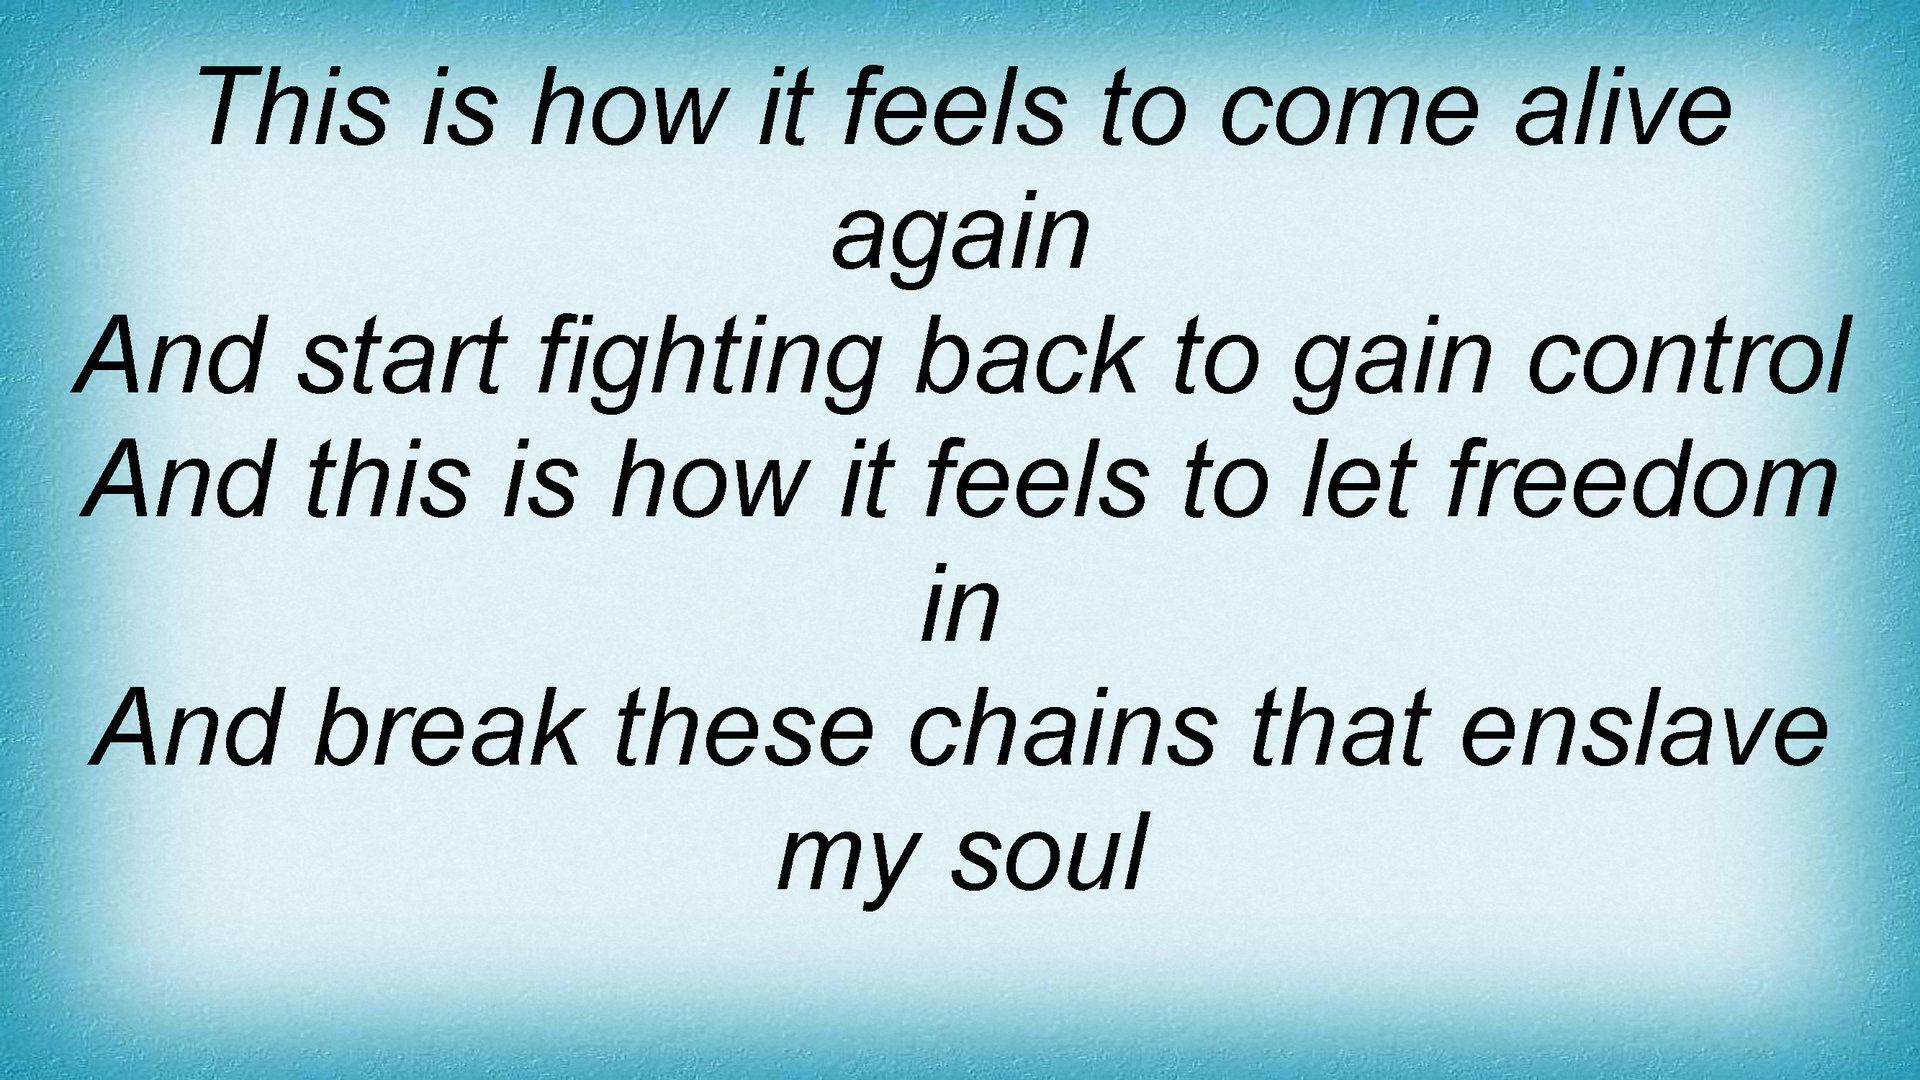 This is how it feels to come alive
again
And start fighting back to gain control
And this is how it feels to let freedom
in
And break these chains that enslave
my soul